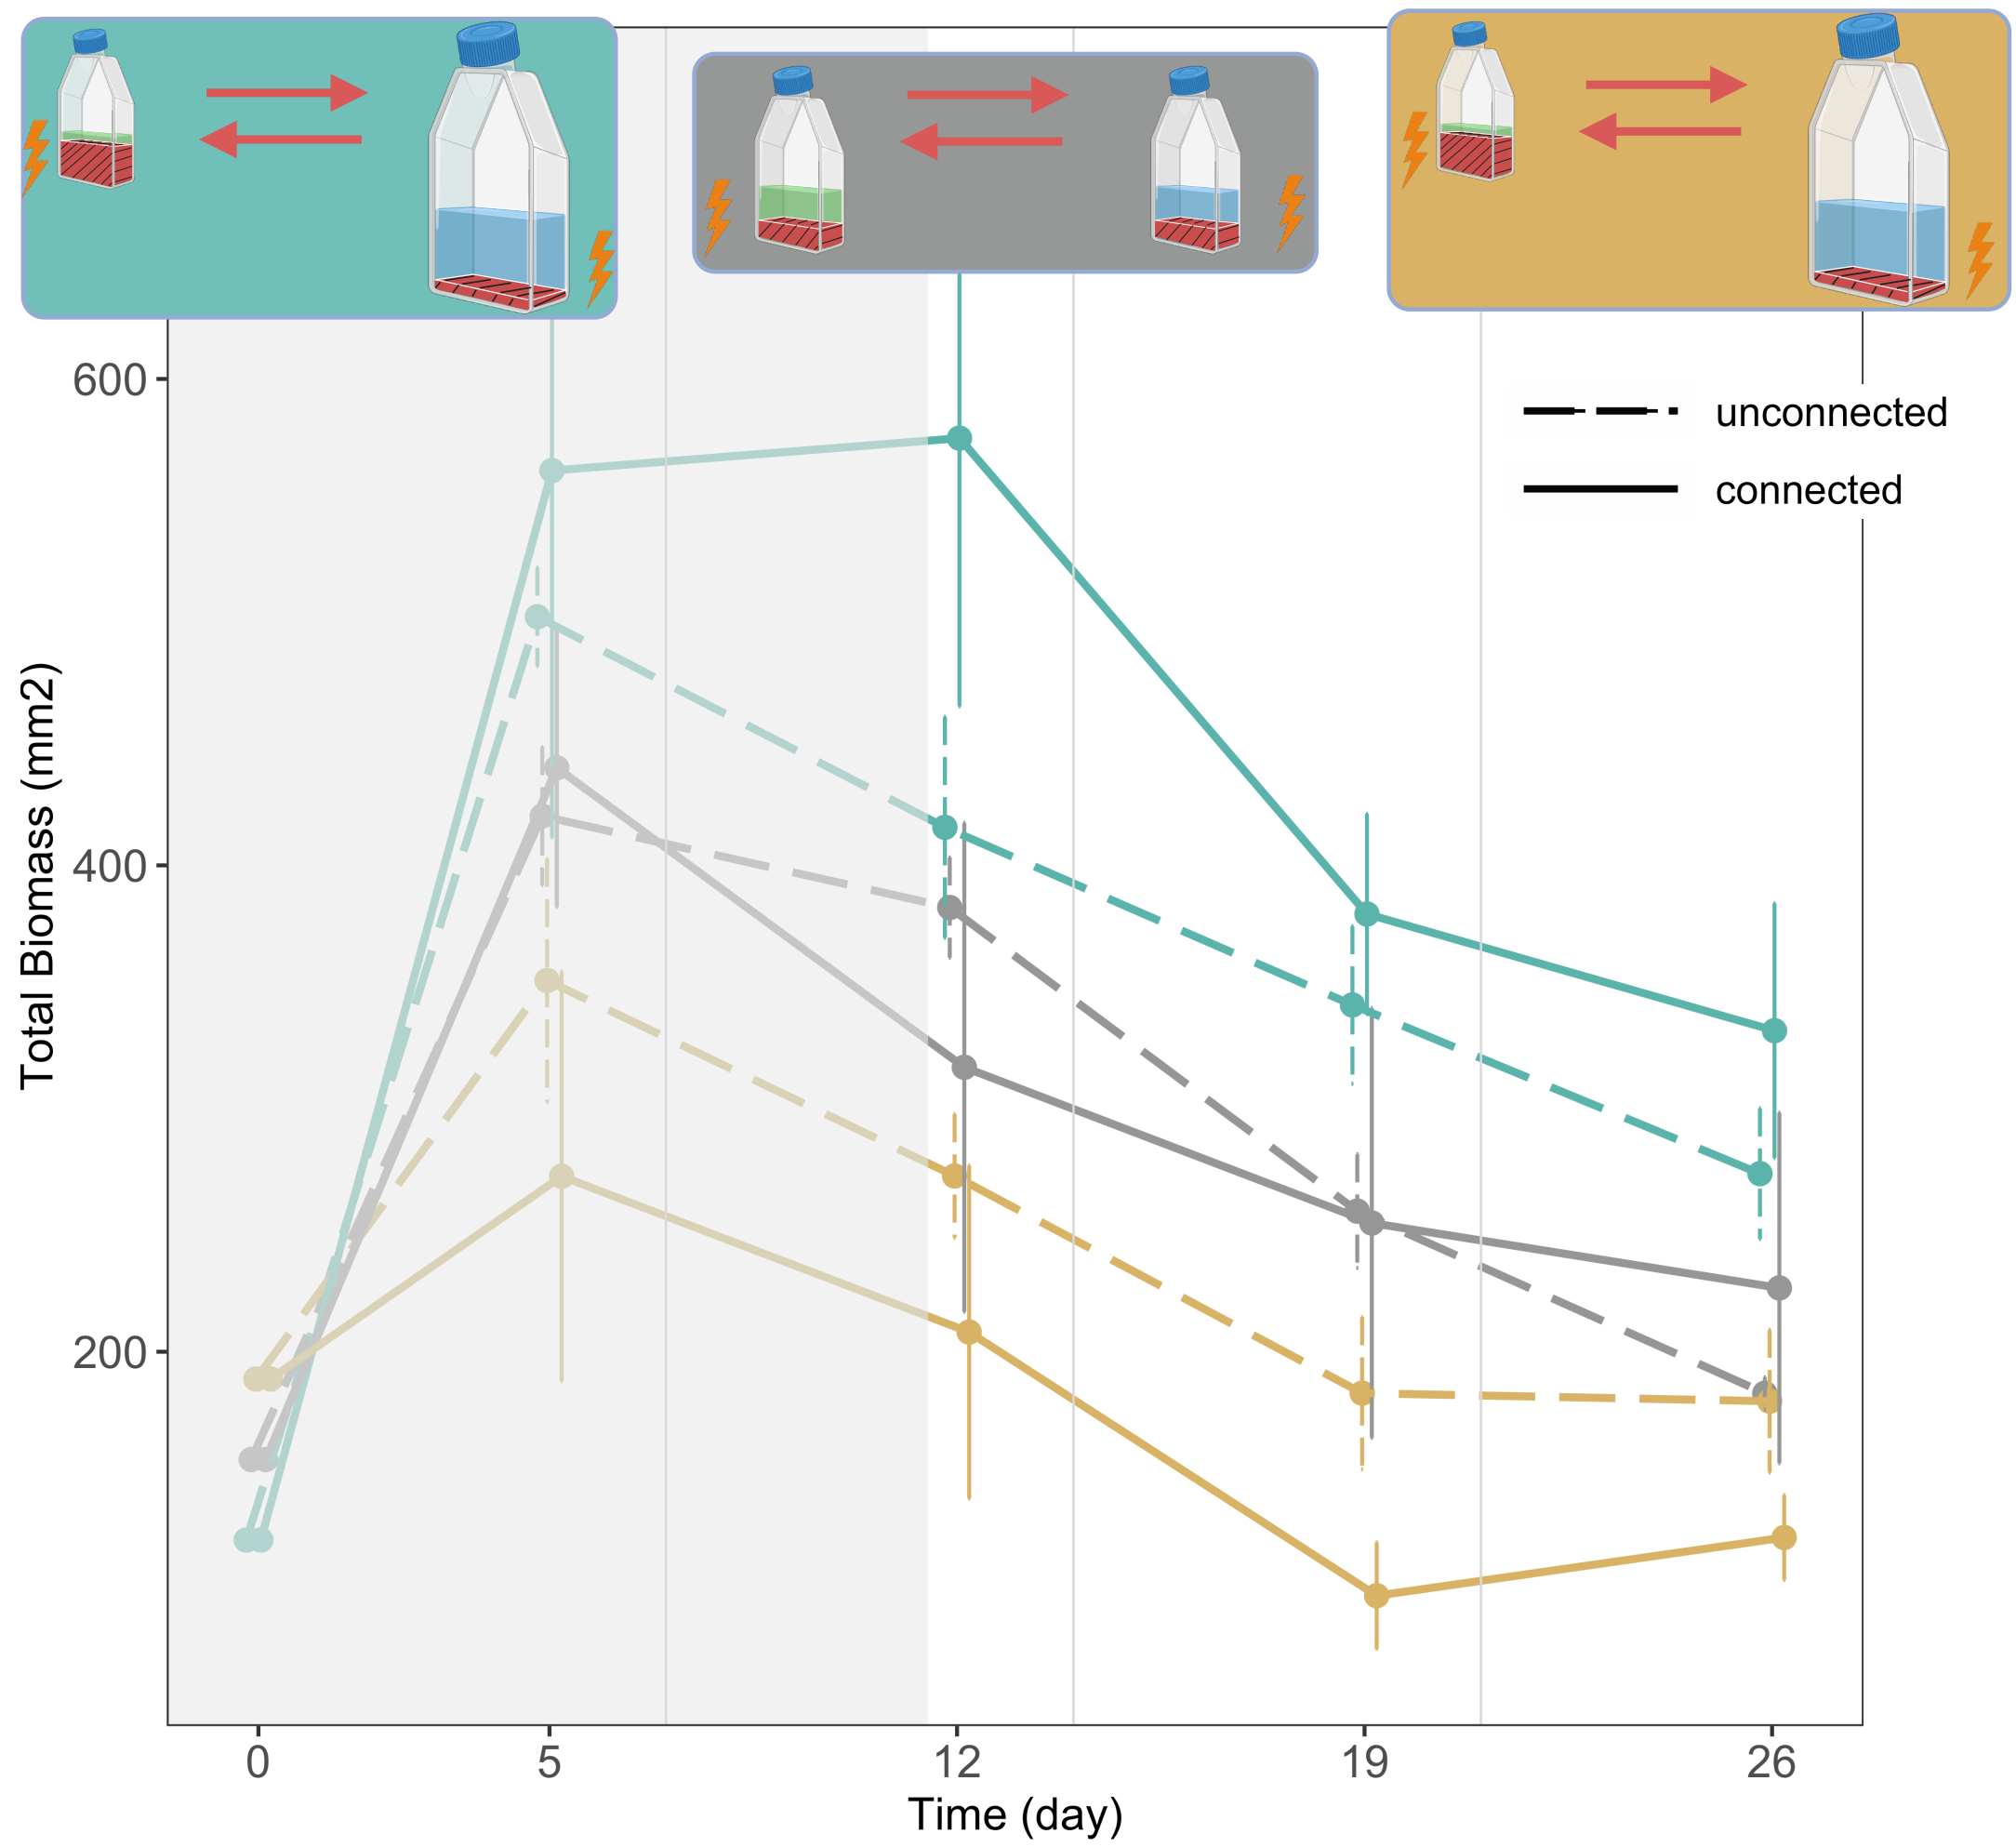 600
400
200
Total Biomass (mm2)
unconnected
connected
0 5 12 19 26
Time (day)